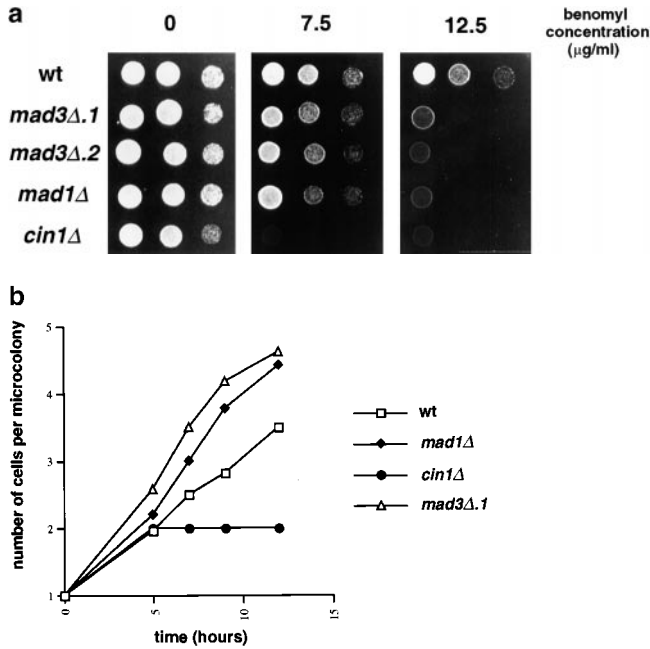 a
0 7.5 12.5 benomyl
concentration
(μg/ml)
wt
mad3Δ.1
mad3Δ.2
mad1Δ
cin1Δ
b
5
4
3
2
1
number of cells per microcolony
0 5 10 15
time (hours)
wt
mad1Δ
cin1Δ
mad3Δ.1